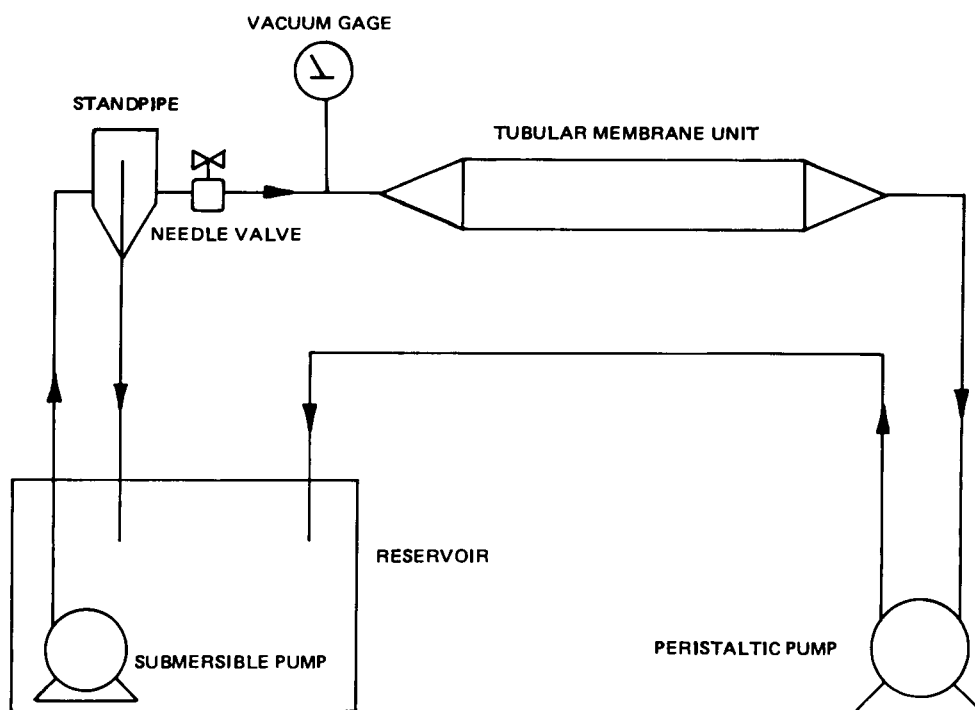 VACUUM GAGE
STANDPIPE
TUBULAR MEMBRANE UNIT
NEEDLE VALVE
RESERVOIR
SUBMERSIBLE PUMP
PERISTALTIC PUMP